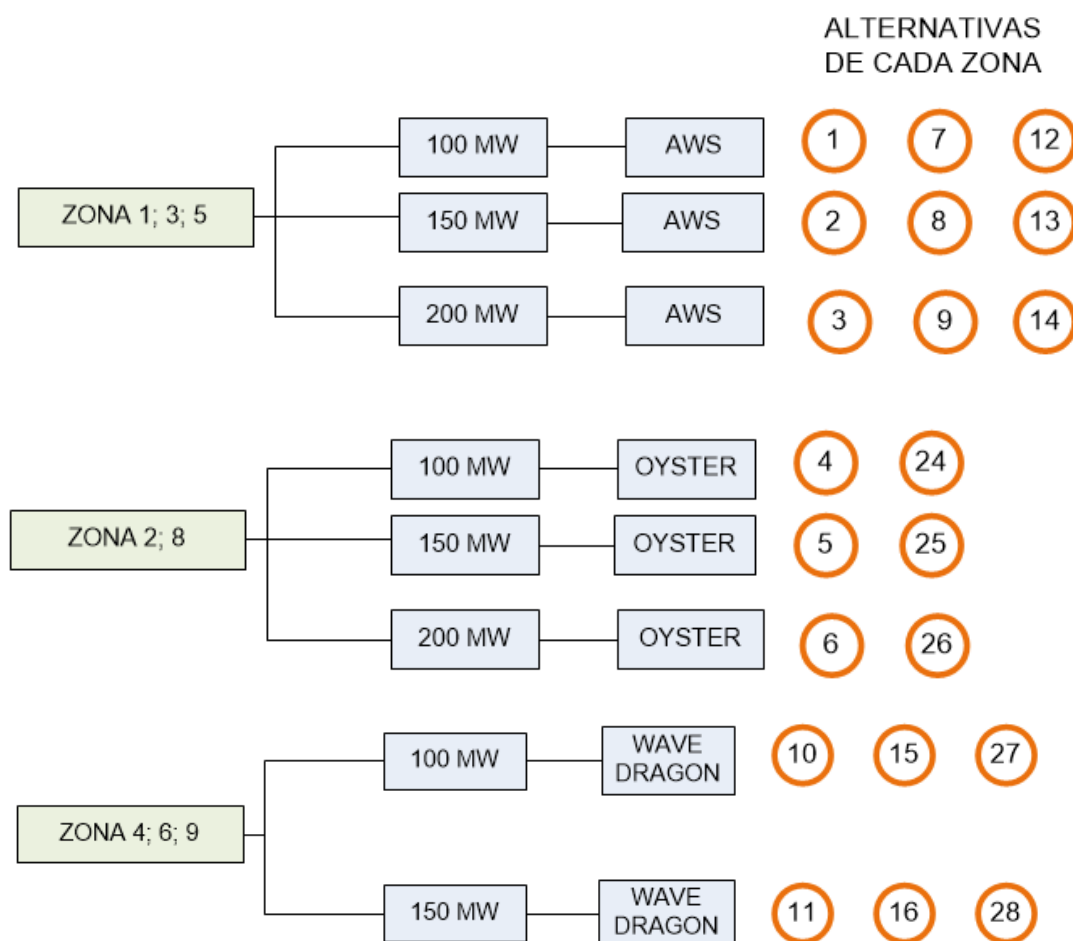 ALTERNATIVAS
DE CADA ZONA
100 MW AWS 1 7 12
ZONA 1; 3; 5 150 MW AWS 2 8 13
200 MW AWS 3 9 14
100 MW OYSTER 4 24
ZONA 2; 8 150 MW OYSTER 5 25
200 MW OYSTER 6 26
100 MW WAVE
DRAGON 10 15 27
ZONA 4; 6; 9
150 MW WAVE
DRAGON 11 16 28